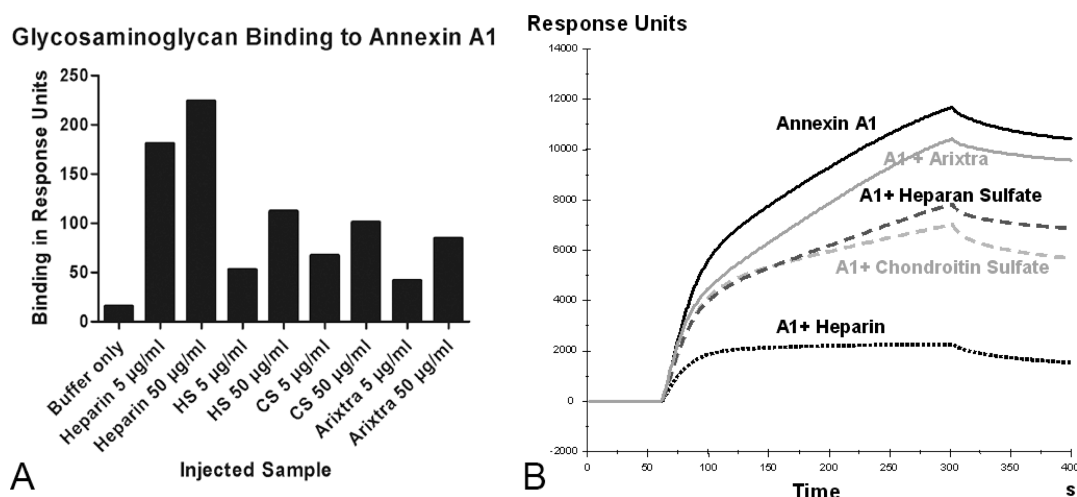 Glycosaminoglycan Binding to Annexin A1
Binding in Response Units
250
200
150
100
50
0
Buffer only
Heparin 5 µg/ml
Heparin 50 µg/ml
HS 5 µg/ml
HS 50 µg/ml
CS 5 µg/ml
CS 50 µg/ml
Arixtra 5 µg/ml
Arixtra 50 µg/ml
Injected Sample
A
Response Units
14000
12000
10000
8000
6000
4000
2000
0
-2000
Annexin A1
A1 + Arixtra
A1+ Heparan Sulfate
A1+ Chondroitin Sulfate
A1+ Heparin
0
50
100
150
200
250
300
350
400
Time
s
B